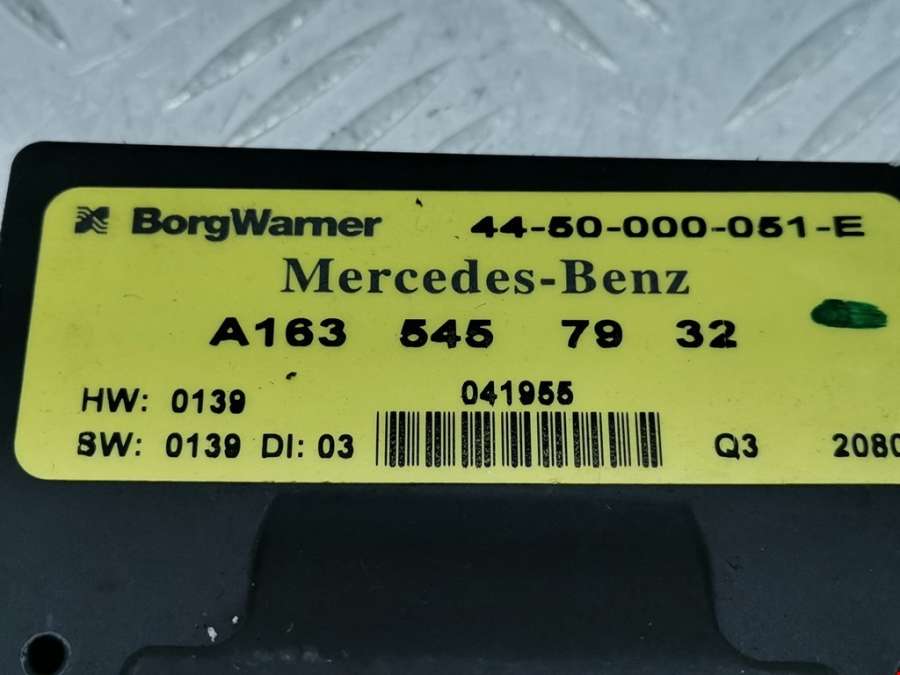 BorgWarner 44-50-000-051-E
Mercedes-Benz
A163 545 79 32
HW: 0139 041955
SW: 0139 DI: 03 Q3 2080